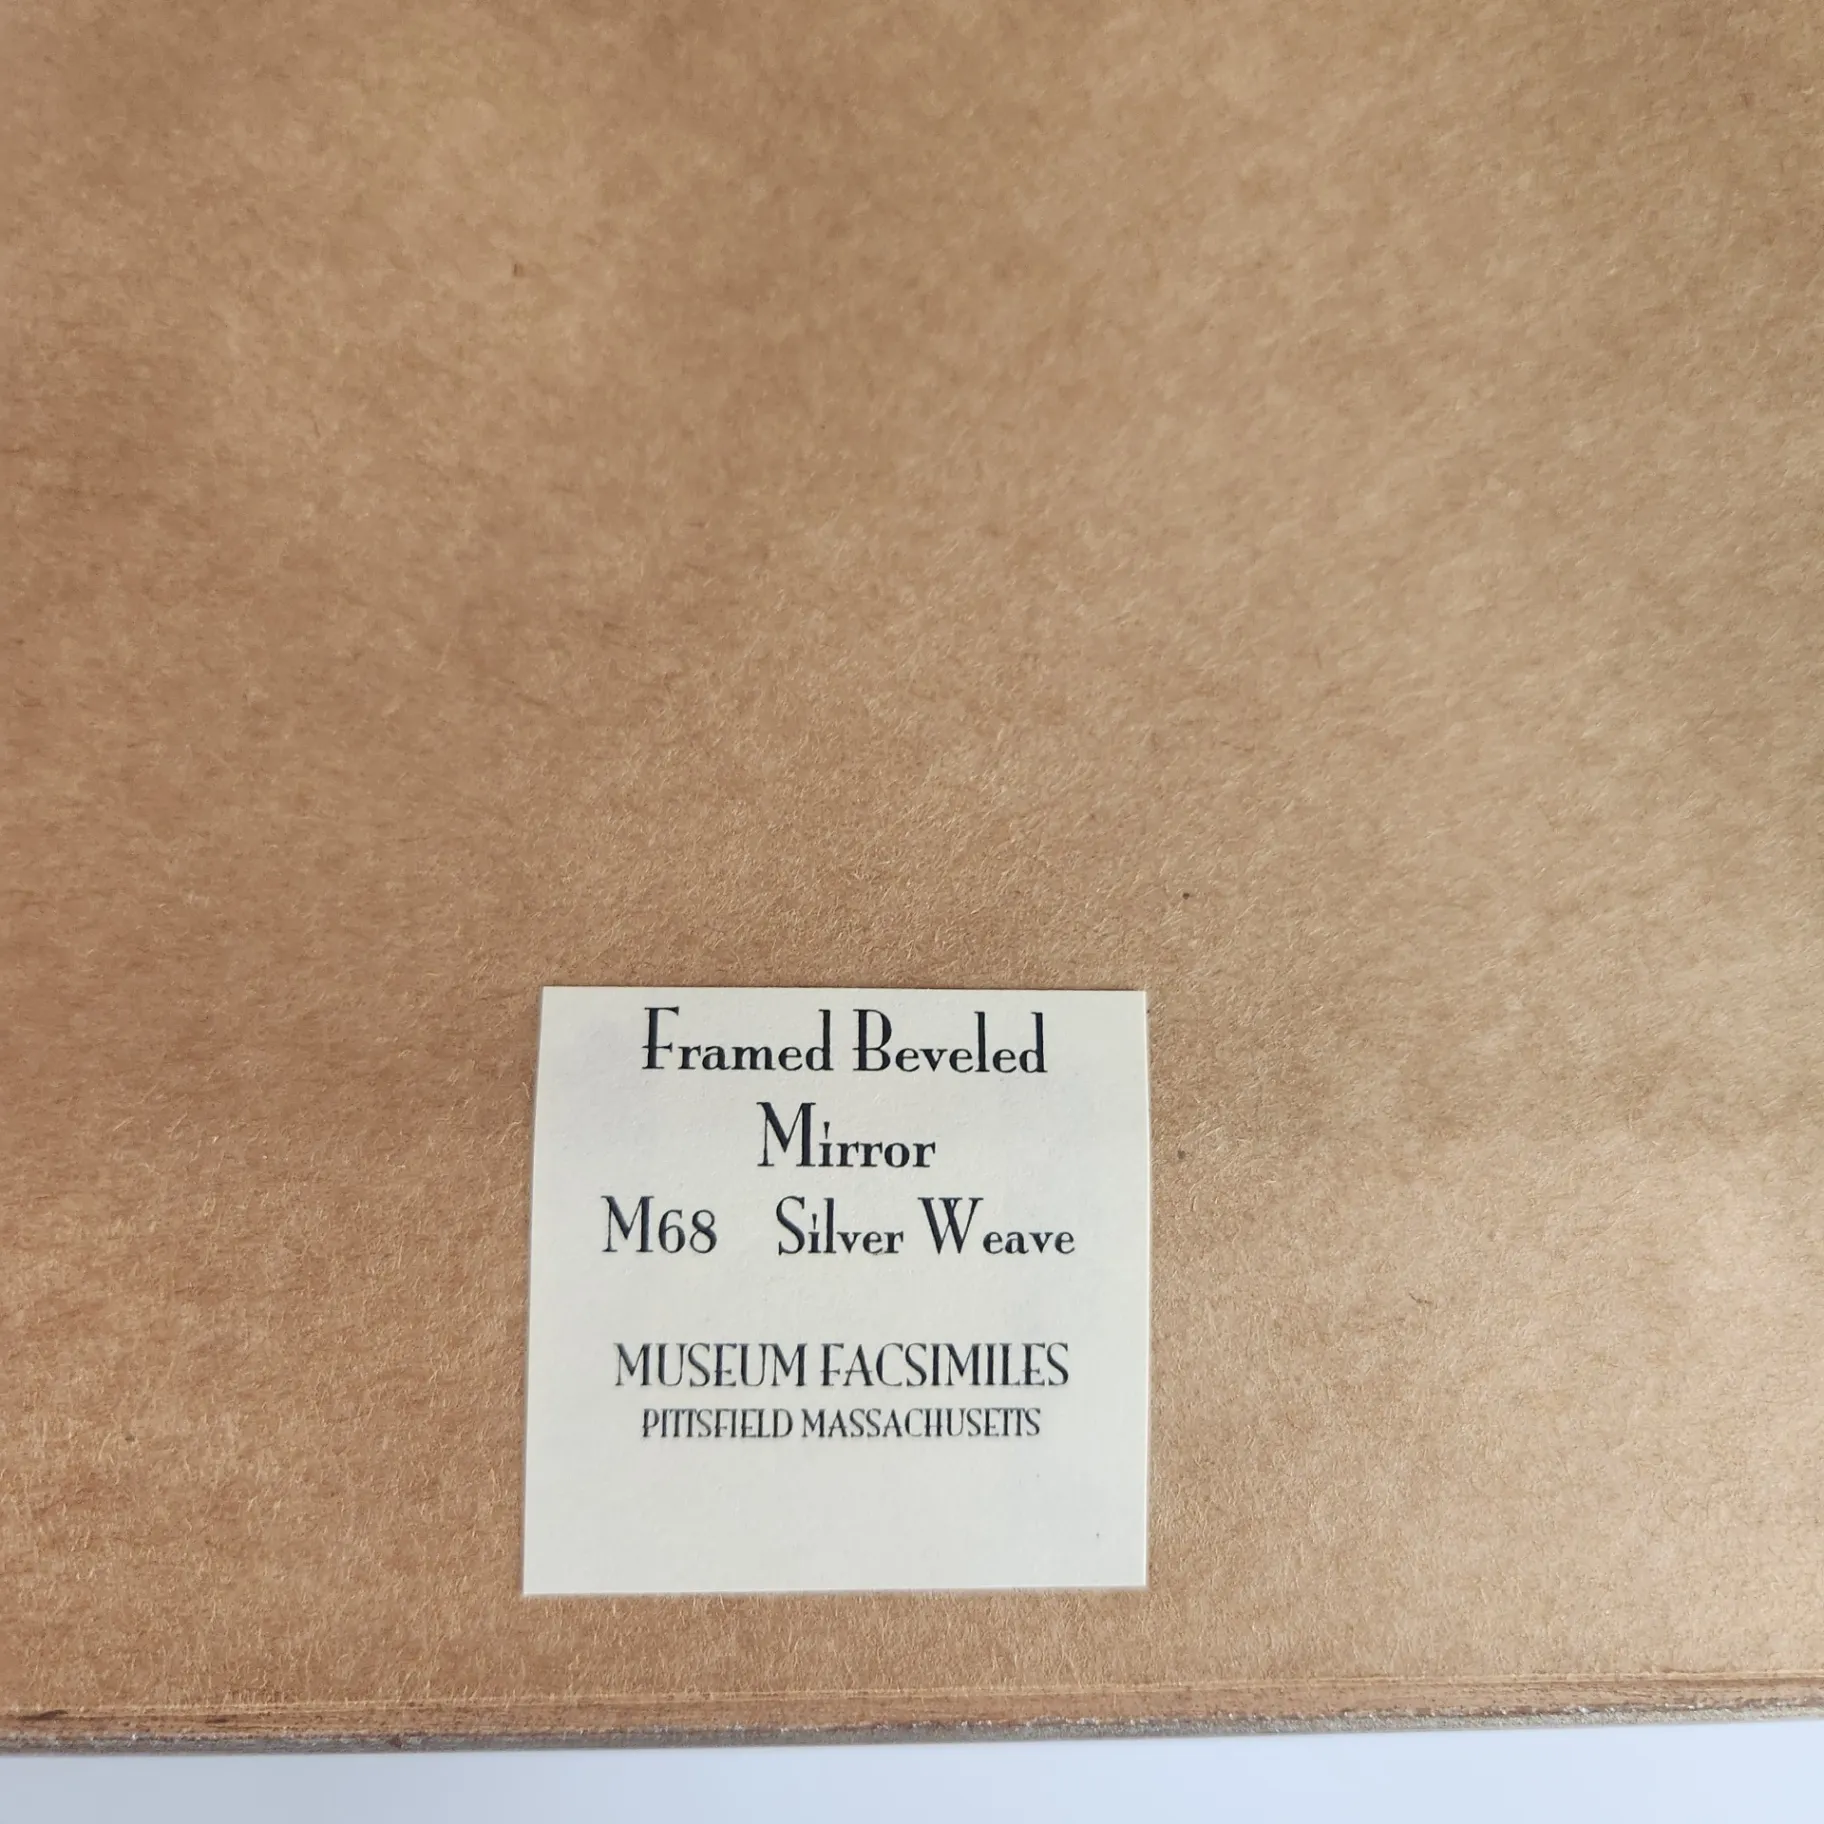 Framed Beveled
Mirror
M68 Silver Weave
MUSEUM FACSIMILES
PITTSFIELD MASSACHUSETTS